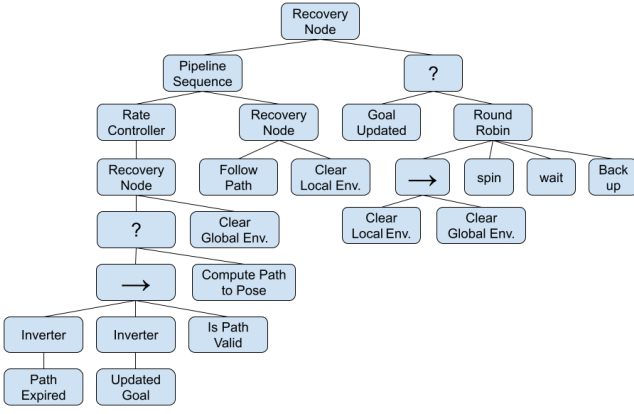 Recovery
Node
Pipeline
Sequence
?
Rate
Controller
Recovery
Node
Goal
Updated
Round
Robin
Recovery
Node
Follow
Path
Clear
Local Env.
→
spin
wait
Back
up
?
Clear
Global Env.
Clear
Local Env.
Clear
Global Env.
→
Compute Path
to Pose
Inverter
Inverter
Is Path
Valid
Path
Expired
Updated
Goal